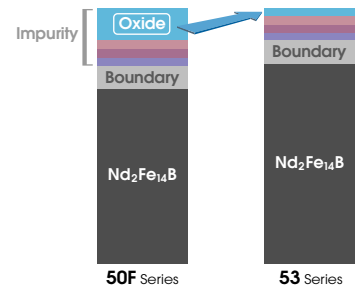 Oxide
Impurity
Boundary
Boundary
Nd₂Fe₁₄B
Nd₂Fe₁₄B
50F Series
53 Series